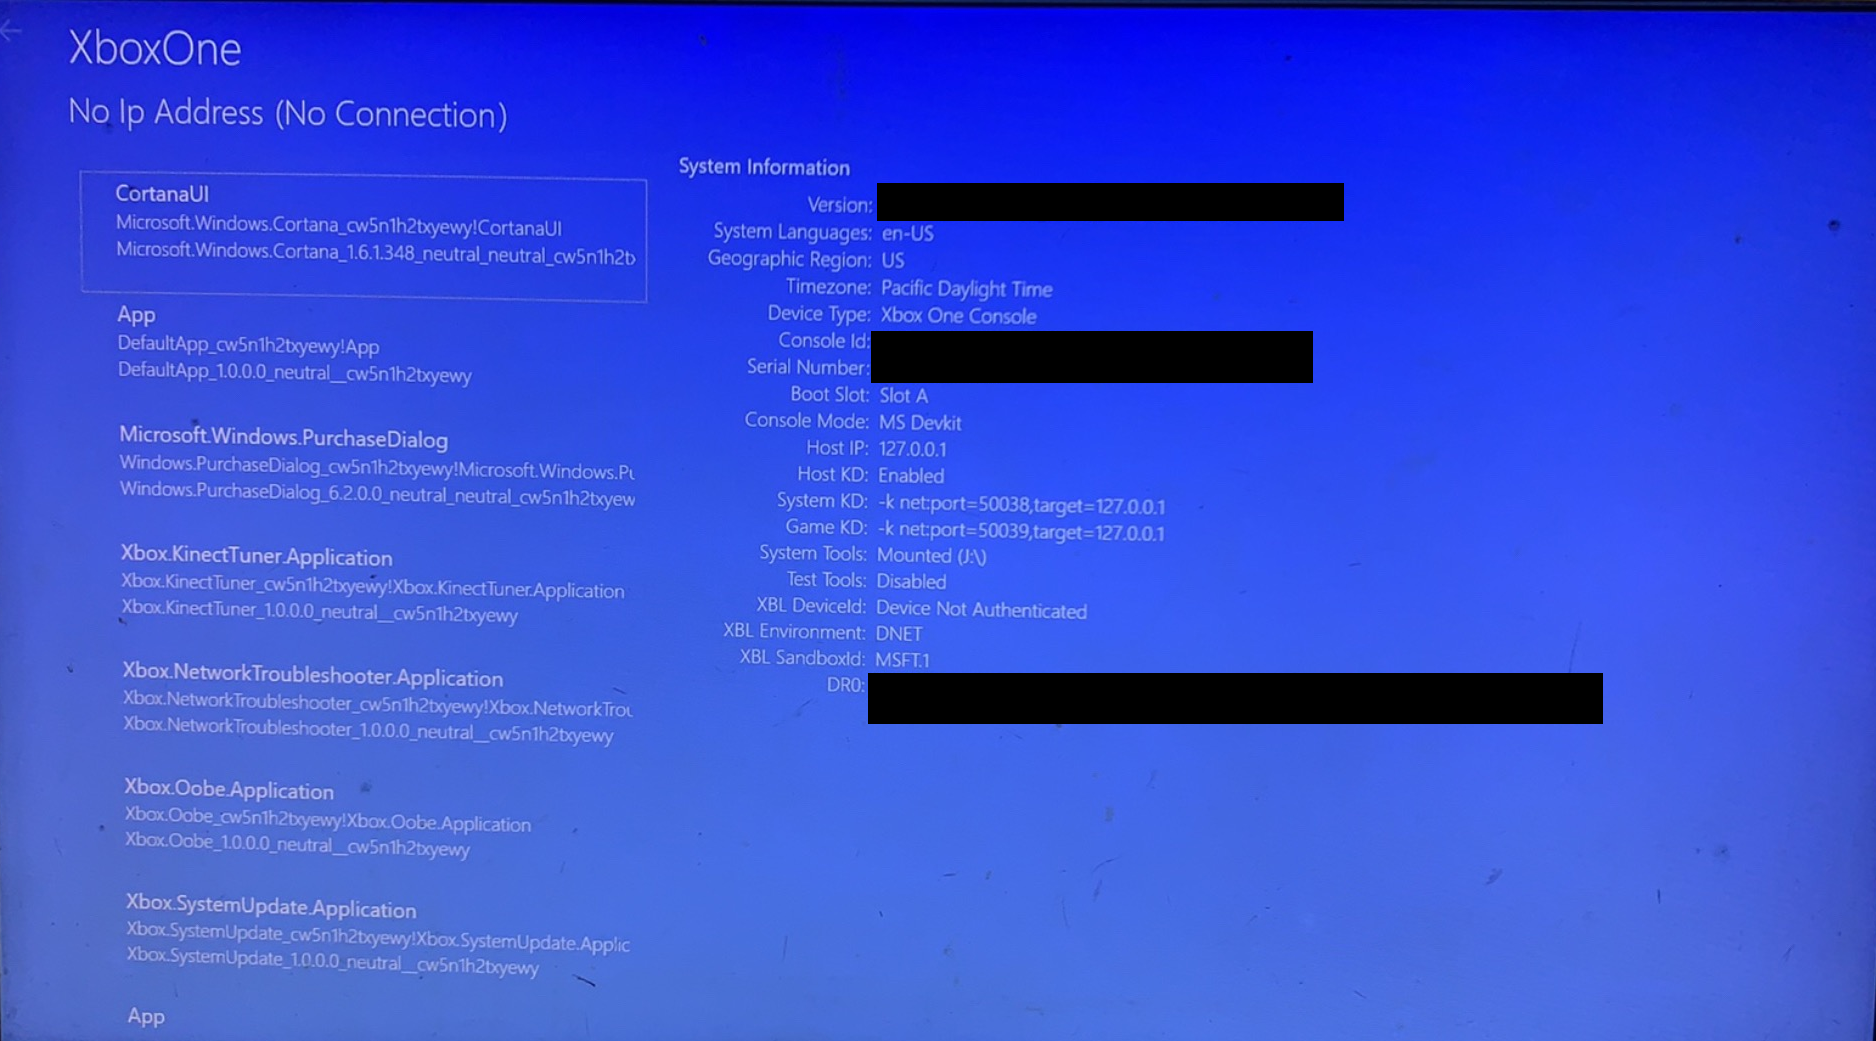 XboxOne
No Ip Address (No Connection)
CortanaUI
Microsoft.Windows.Cortana_cw5n1h2txyewy!CortanaUI
Microsoft.Windows.Cortana_1.6.1.348_neutral_neutral_cw5n1h2t
App
DefaultApp_cw5n1h2txyewy!App
DefaultApp_1.0.0.0_neutral__cw5n1h2txyewy
Microsoft.Windows.PurchaseDialog
Windows.PurchaseDialog_cw5n1h2txyewy!Microsoft.Windows.Pu
Windows.PurchaseDialog_6.2.0.0_neutral_neutral_cw5n1h2txyew
Xbox.KinectTuner.Application
Xbox.KinectTuner_cw5n1h2txyewy!Xbox.KinectTuner.Application
Xbox.KinectTuner_1.0.0.0_neutral__cw5n1h2txyewy
Xbox.NetworkTroubleshooter.Application
Xbox.NetworkTroubleshooter_cw5n1h2txyewy!Xbox.NetworkTrou
Xbox.NetworkTroubleshooter_1.0.0.0_neutral__cw5n1h2txyewy
Xbox.Oobe.Application
Xbox.Oobe_cw5n1h2txyewy!Xbox.Oobe.Application
Xbox.Oobe_1.0.0.0_neutral__cw5n1h2txyewy
Xbox.SystemUpdate.Application
Xbox.SystemUpdate_cw5n1h2txyewy!Xbox.SystemUpdate.Applic
Xbox.SystemUpdate_1.0.0.0_neutral__cw5n1h2txyewy
App
System Information
Version:
System Languages: en-US
Geographic Region: US
Timezone: Pacific Daylight Time
Device Type: Xbox One Console
Console Id:
Serial Number:
Boot Slot: Slot A
Console Mode: MS Devkit
Host IP: 127.0.0.1
Host KD: Enabled
System KD: -k net:port=50038,target=127.0.0.1
Game KD: -k net:port=50039,target=127.0.0.1
System Tools: Mounted (J:\)
Test Tools: Disabled
XBL DeviceId: Device Not Authenticated
XBL Environment: DNET
XBL SandboxId: MSFT.1
DR0: